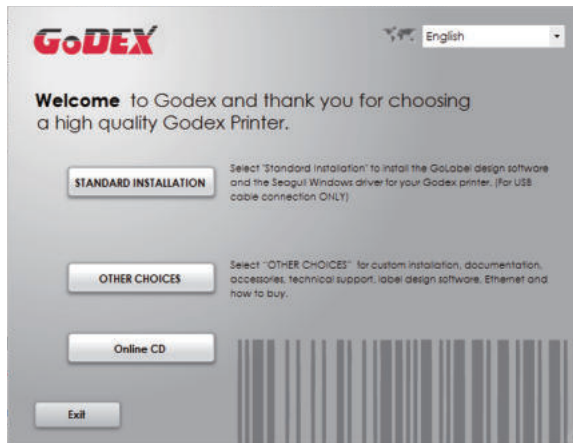 GoDEX
English
Welcome to Godex and thank you for choosing
a high quality Godex Printer.
STANDARD INSTALLATION
Select "Standard Installation" to install the GoLabel design software
and the Seagull Windows driver for your Godex printer. (For USB
cable connection ONLY)
OTHER CHOICES
Select "OTHER CHOICES" for custom installation, documentation,
accessories, technical support, label design software, Ethernet and
how to buy.
Online CD
Exit